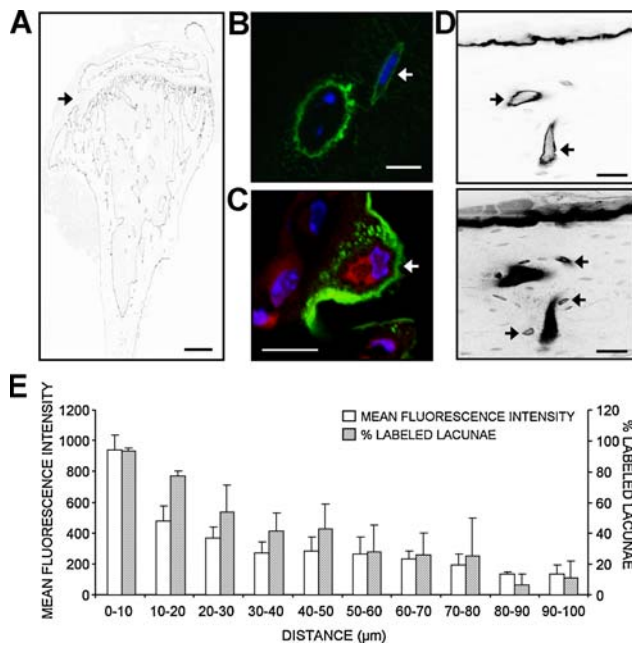 A
B
C
D
E
MEAN FLUORESCENCE INTENSITY
% LABELED LACUNAE
MEAN FLUORESCENCE INTENSITY
1200
1000
800
600
400
200
0
% LABELED LACUNAE
120
100
80
60
40
20
0
0-10 10-20 20-30 30-40 40-50 50-60 60-70 70-80 80-90 90-100
DISTANCE (µm)